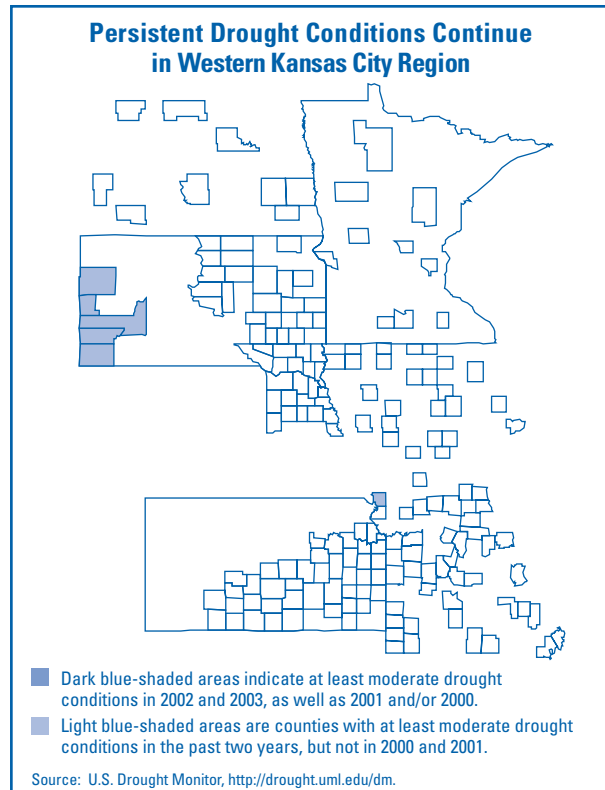 Persistent Drought Conditions Continue
in Western Kansas City Region
Dark blue-shaded areas indicate at least moderate drought
conditions in 2002 and 2003, as well as 2001 and/or 2000.
Light blue-shaded areas are counties with at least moderate drought
conditions in the past two years, but not in 2000 and 2001.
Source: U.S. Drought Monitor, http://drought.uml.edu/dm.